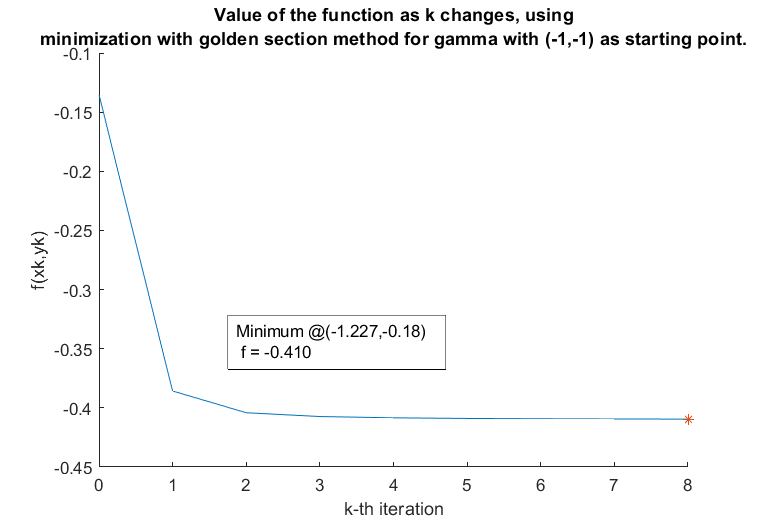 Value of the function as k changes, using
minimization with golden section method for gamma with (-1,-1) as starting point.
-0.1
-0.15
-0.2
-0.25
-0.3
-0.35
-0.4
-0.45
f(xk,yk)
Minimum @(-1.227,-0.18)
f = -0.410
0 1 2 3 4 5 6 7 8
k-th iteration